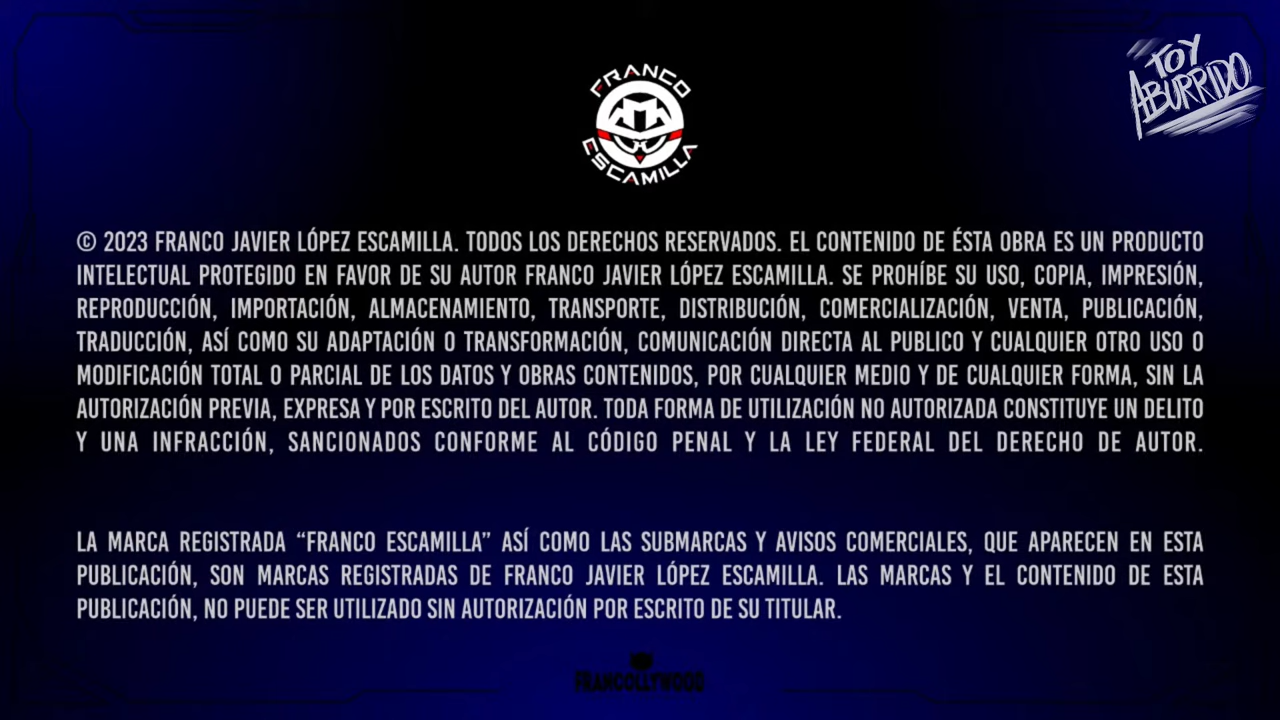 FRANCO
ESCAMILLA
TOY
ABURRIDO
© 2023 FRANCO JAVIER LÓPEZ ESCAMILLA. TODOS LOS DERECHOS RESERVADOS. EL CONTENIDO DE ÉSTA OBRA ES UN PRODUCTO
INTELECTUAL PROTEGIDO EN FAVOR DE SU AUTOR FRANCO JAVIER LÓPEZ ESCAMILLA. SE PROHÍBE SU USO, COPIA, IMPRESIÓN,
REPRODUCCIÓN, IMPORTACIÓN, ALMACENAMIENTO, TRANSPORTE, DISTRIBUCIÓN, COMERCIALIZACIÓN, VENTA, PUBLICACIÓN,
TRADUCCIÓN, ASÍ COMO SU ADAPTACIÓN O TRANSFORMACIÓN, COMUNICACIÓN DIRECTA AL PUBLICO Y CUALQUIER OTRO USO O
MODIFICACIÓN TOTAL O PARCIAL DE LOS DATOS Y OBRAS CONTENIDOS, POR CUALQUIER MEDIO Y DE CUALQUIER FORMA, SIN LA
AUTORIZACIÓN PREVIA, EXPRESA Y POR ESCRITO DEL AUTOR. TODA FORMA DE UTILIZACIÓN NO AUTORIZADA CONSTITUYE UN DELITO
Y UNA INFRACCIÓN, SANCIONADOS CONFORME AL CÓDIGO PENAL Y LA LEY FEDERAL DEL DERECHO DE AUTOR.
LA MARCA REGISTRADA “FRANCO ESCAMILLA” ASÍ COMO LAS SUBMARCAS Y AVISOS COMERCIALES, QUE APARECEN EN ESTA
PUBLICACIÓN, SON MARCAS REGISTRADAS DE FRANCO JAVIER LÓPEZ ESCAMILLA. LAS MARCAS Y EL CONTENIDO DE ESTA
PUBLICACIÓN, NO PUEDE SER UTILIZADO SIN AUTORIZACIÓN POR ESCRITO DE SU TITULAR.
FRANCOLLYWOOD